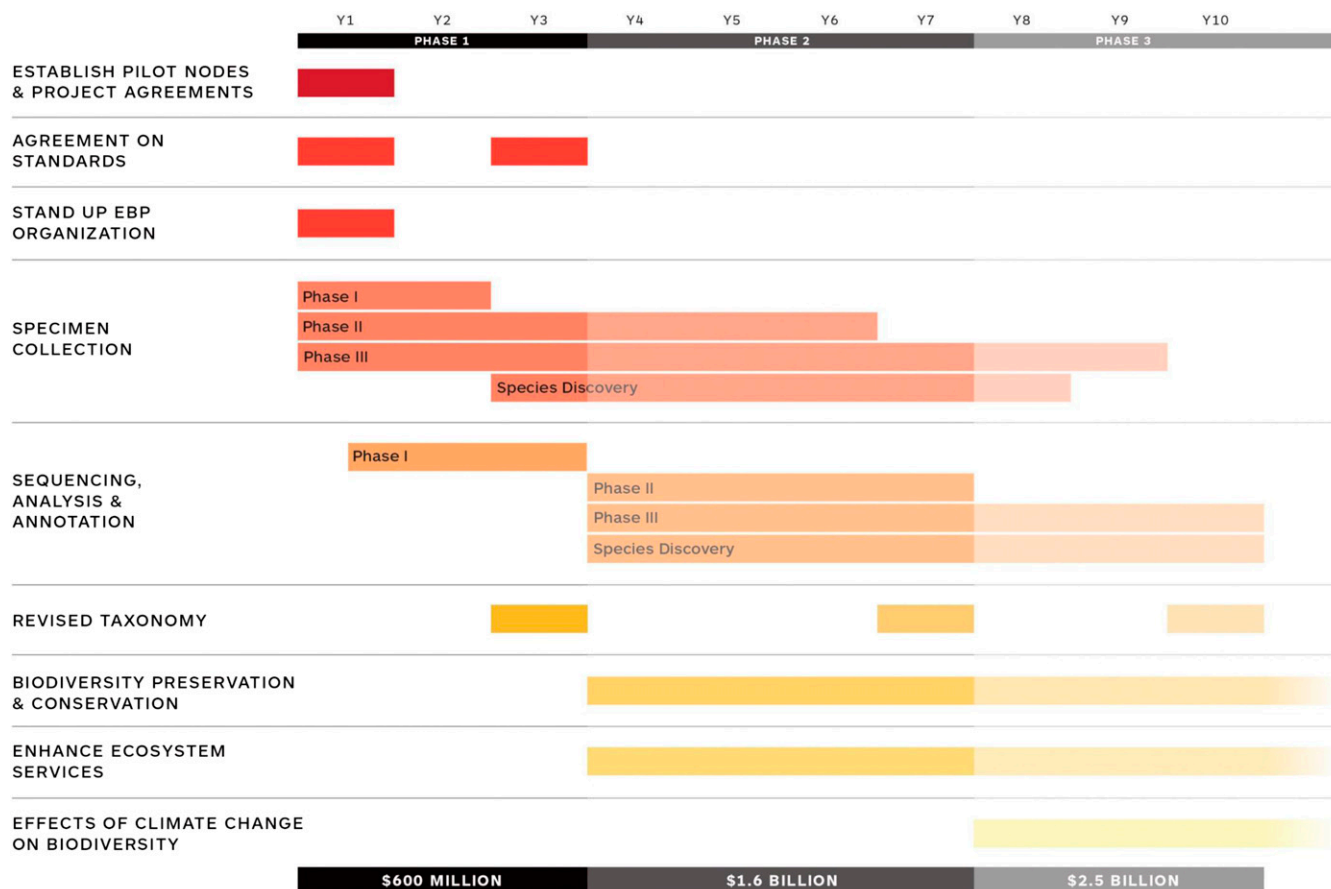 Y1 Y2 Y3 Y4 Y5 Y6 Y7 Y8 Y9 Y10
PHASE 1 PHASE 2 PHASE 3
ESTABLISH PILOT NODES
& PROJECT AGREEMENTS
AGREEMENT ON
STANDARDS
STAND UP EBP
ORGANIZATION
SPECIMEN
COLLECTION
Phase I
Phase II
Phase III
Species Discovery
SEQUENCING,
ANALYSIS &
ANNOTATION
Phase I
Phase II
Phase III
Species Discovery
REVISED TAXONOMY
BIODIVERSITY PRESERVATION
& CONSERVATION
ENHANCE ECOSYSTEM
SERVICES
EFFECTS OF CLIMATE CHANGE
ON BIODIVERSITY
$600 MILLION $1.6 BILLION $2.5 BILLION